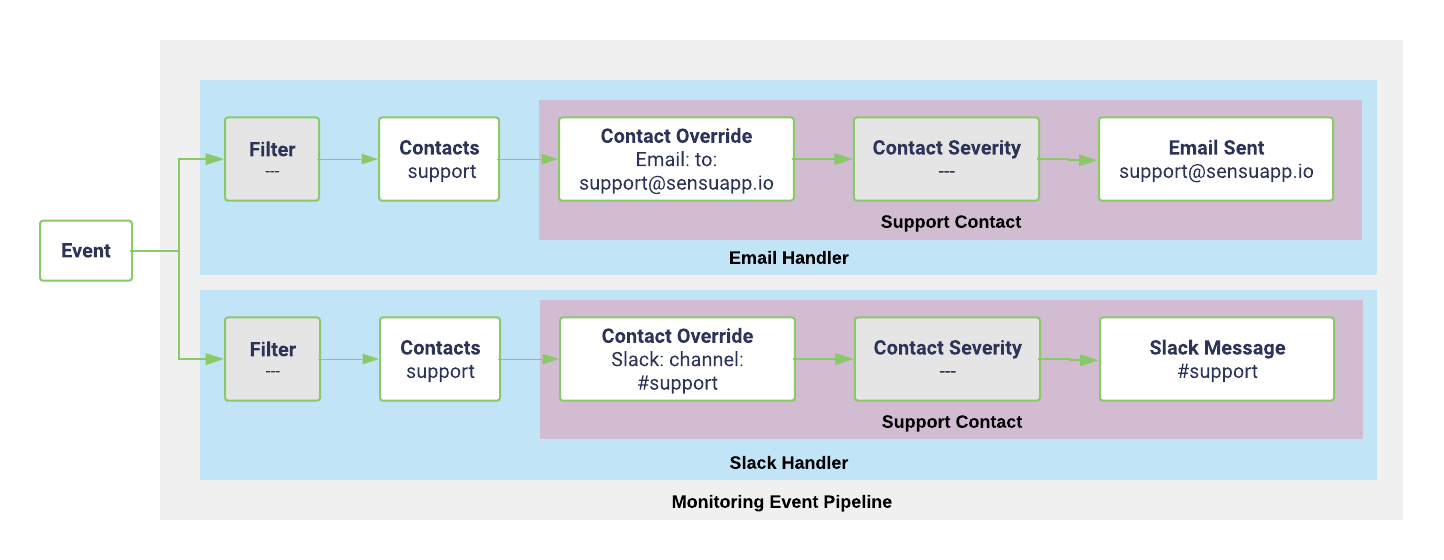 Event
Filter
---
Contacts
support
Contact Override
Email: to:
support@sensuapp.io
Contact Severity
---
Email Sent
support@sensuapp.io
Support Contact
Email Handler
Filter
---
Contacts
support
Contact Override
Slack: channel:
#support
Contact Severity
---
Slack Message
#support
Support Contact
Slack Handler
Monitoring Event Pipeline